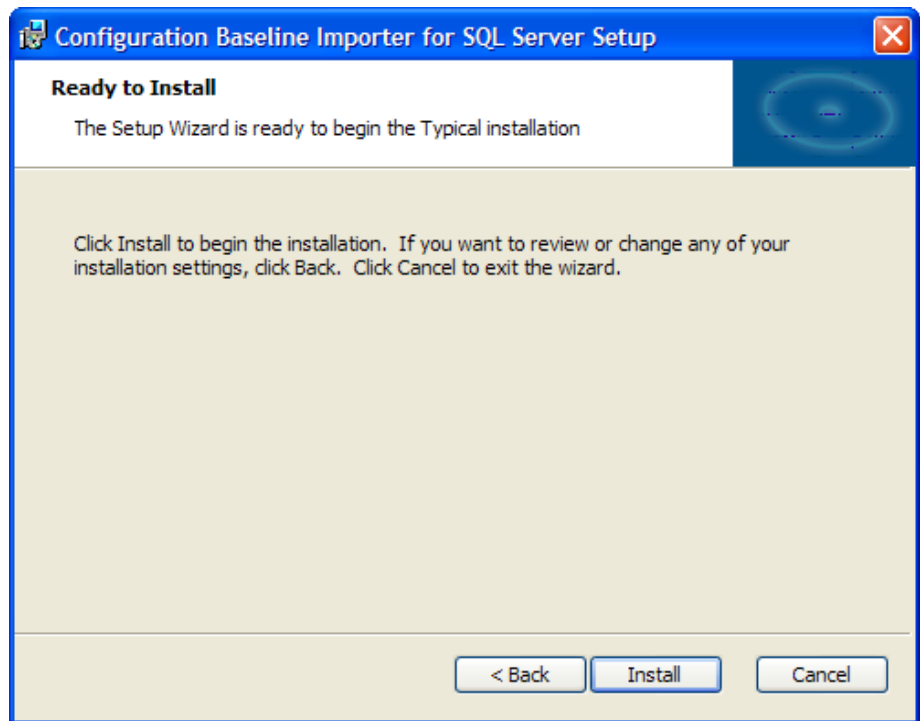 Configuration Baseline Importer for SQL Server Setup
Ready to Install
The Setup Wizard is ready to begin the Typical installation
Click Install to begin the installation.  If you want to review or change any of your
installation settings, click Back.  Click Cancel to exit the wizard.
< Back
Install
Cancel